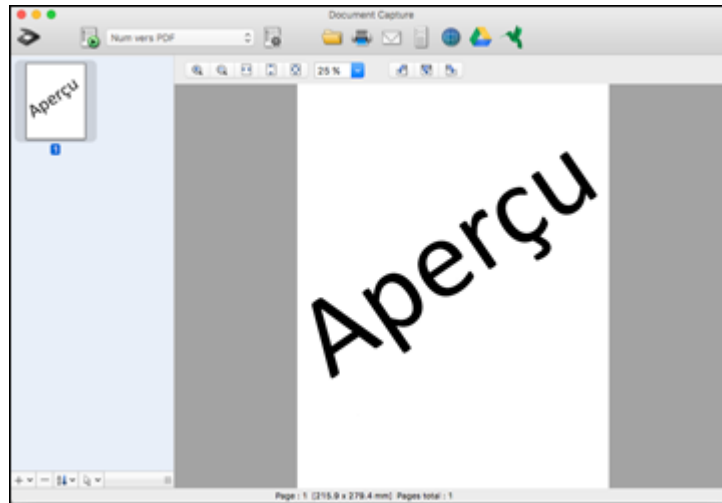 Document Capture
Num vers PDF
25 %
Aperçu
1
Aperçu
Page : 1 [215.9 x 279.4 mm] Pages total : 1